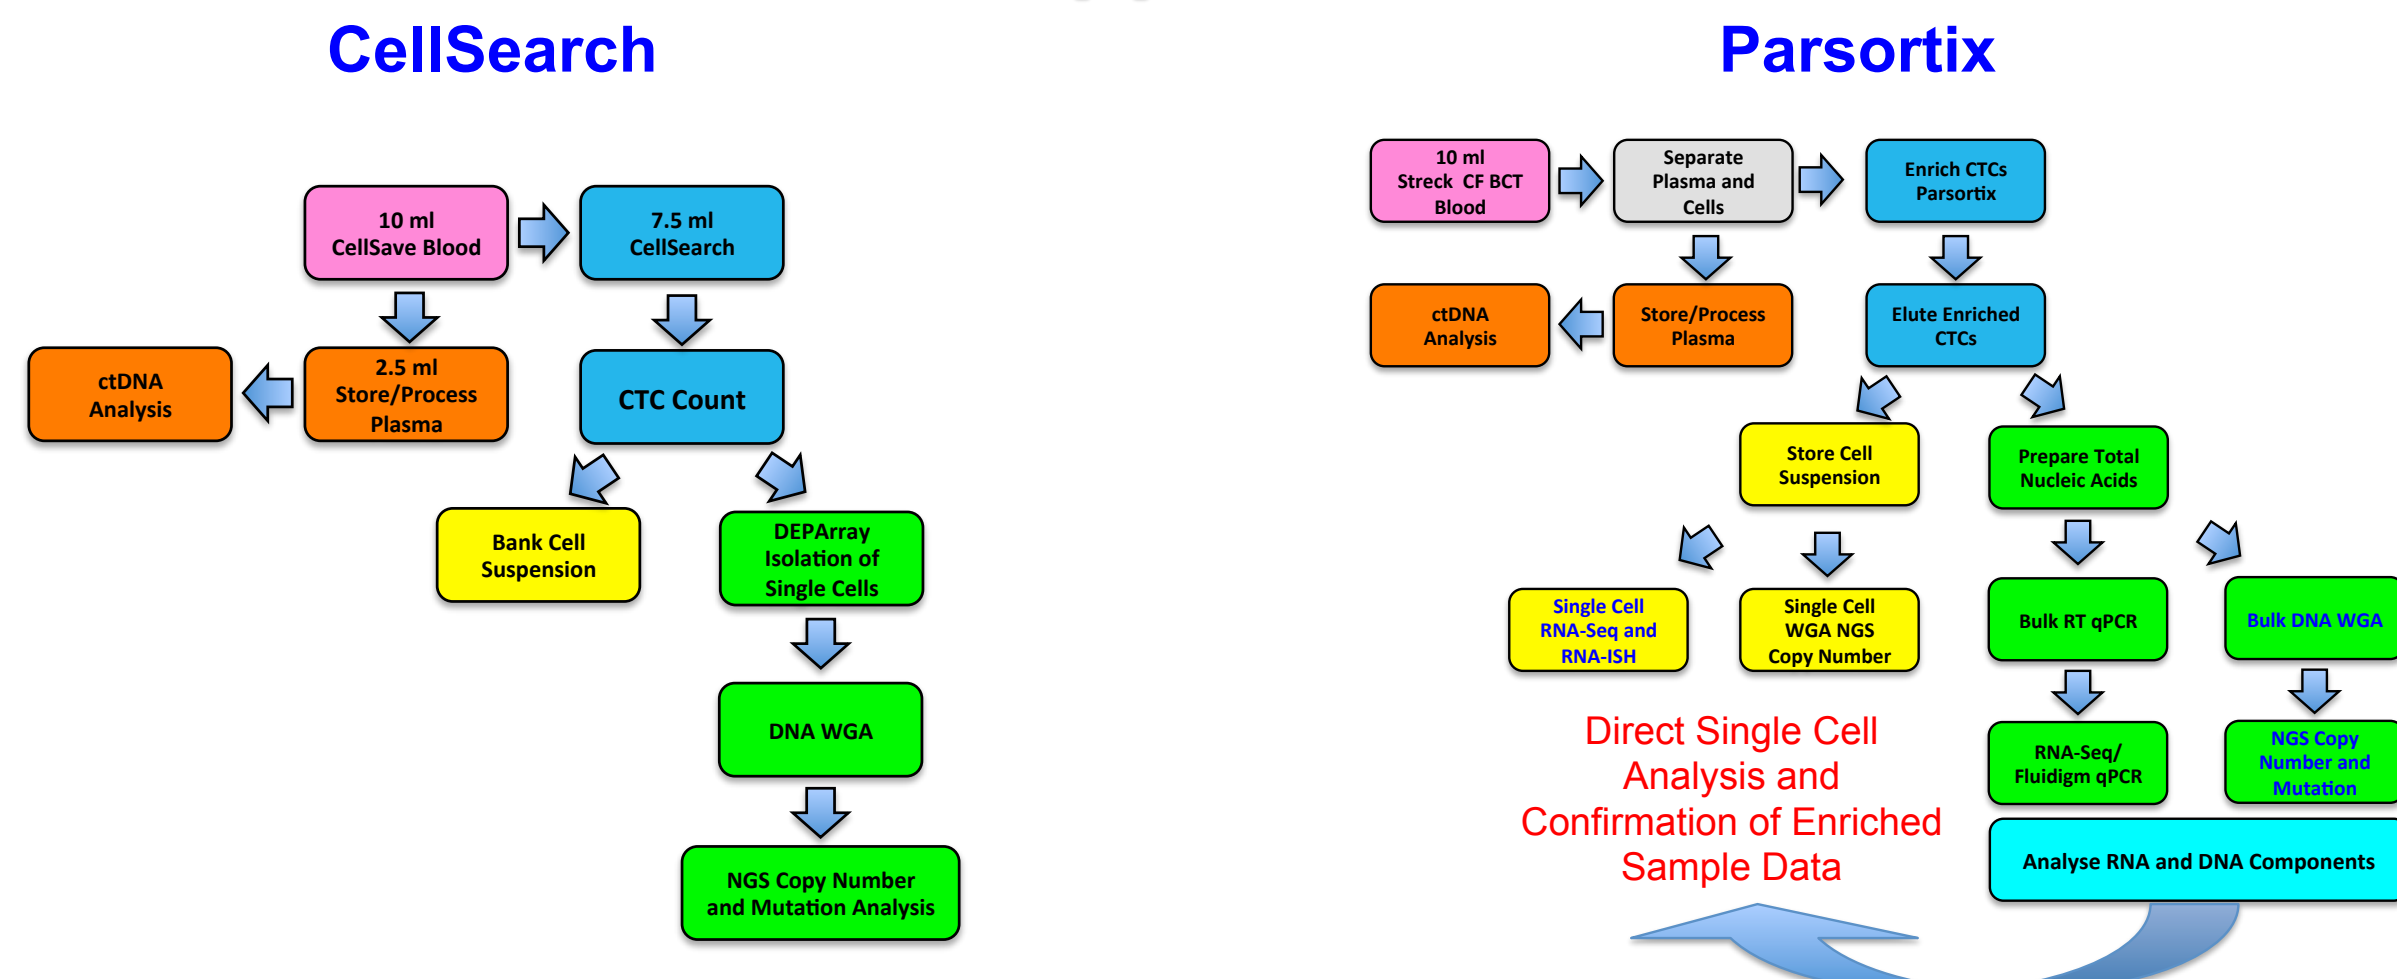 CellSearch
10 ml
CellSave Blood
7.5 ml
CellSearch
ctDNA
Analysis
2.5 ml
Store/Process
Plasma
CTC Count
Bank Cell
Suspension
DEPArray
Isolation of
Single Cells
DNA WGA
NGS Copy Number
and Mutation Analysis
Parsortix
10 ml
Streck CF BCT
Blood
Separate
Plasma and
Cells
Enrich CTCs
Parsortix
ctDNA
Analysis
Store/Process
Plasma
Elute Enriched
CTCs
Store Cell
Suspension
Prepare Total
Nucleic Acids
Single Cell
RNA-Seq and
RNA-ISH
Single Cell
WGA NGS
Copy Number
Bulk RT qPCR
Bulk DNA WGA
Direct Single Cell
Analysis and
Confirmation of Enriched
Sample Data
RNA-Seq/
Fluidigm qPCR
NGS Copy
Number and
Mutation
Analyse RNA and DNA Components